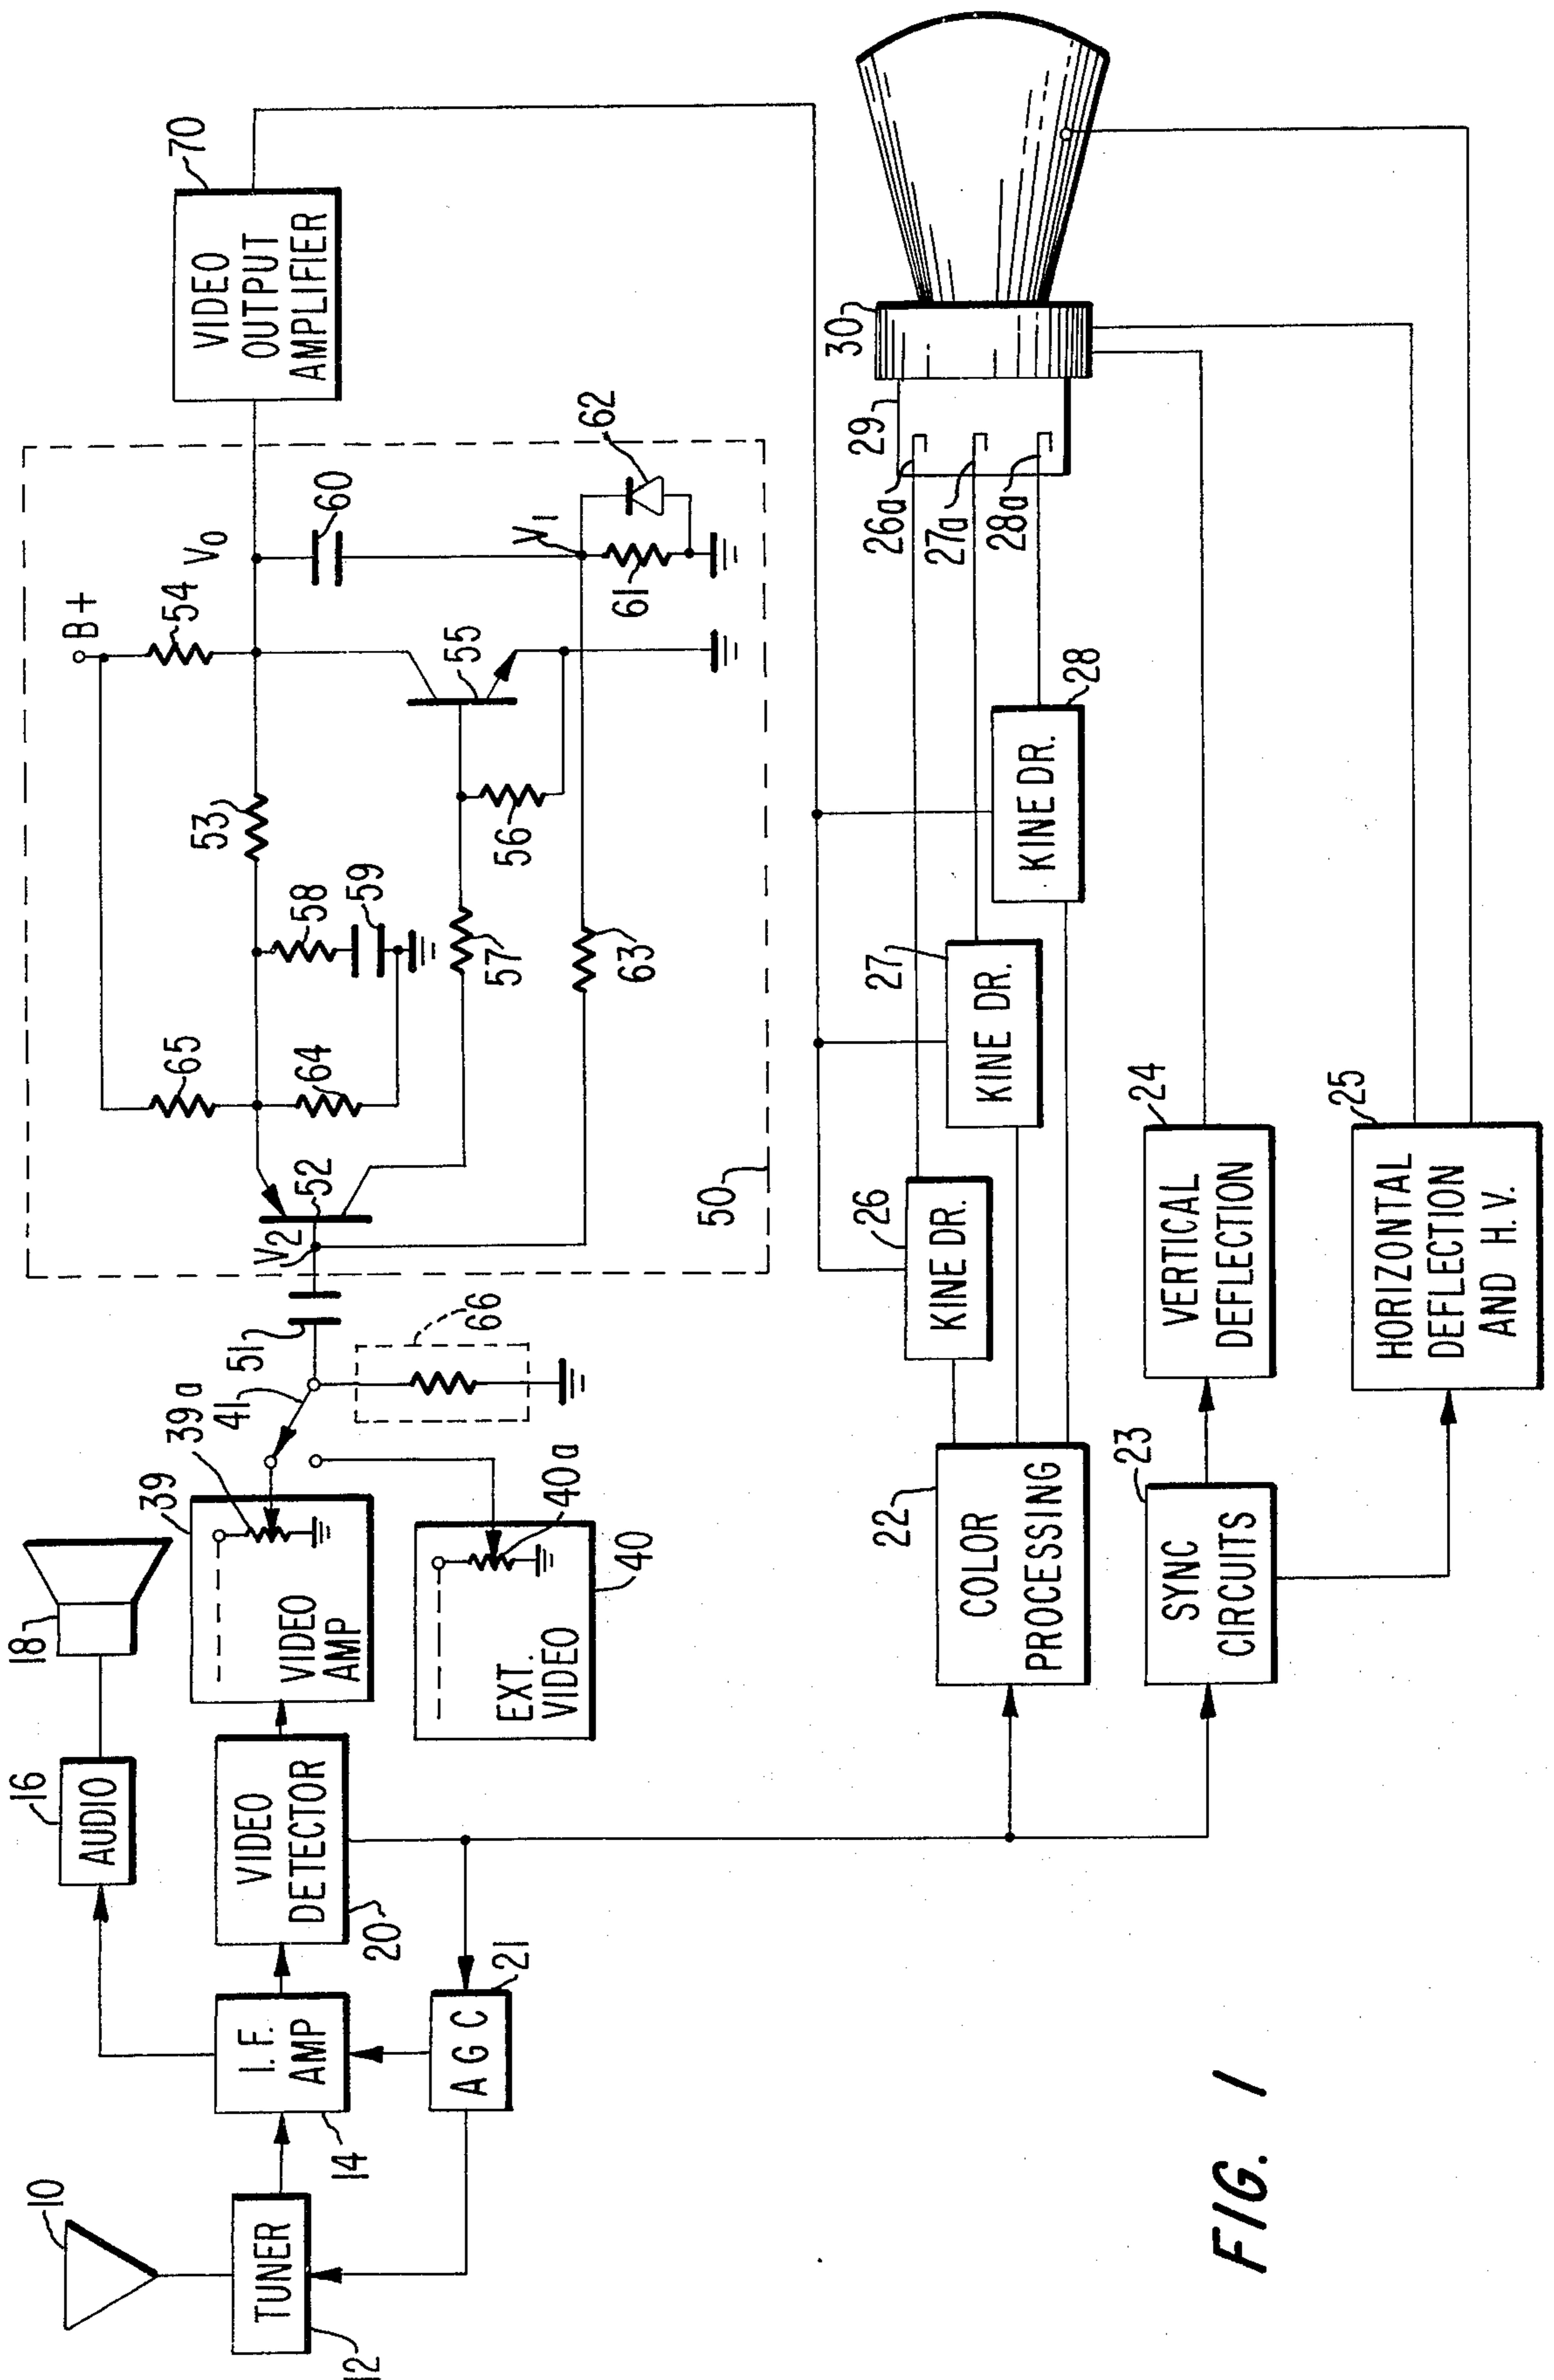 10
TUNER
12
I.F.
AMP
14
AGC
21
AUDIO
16
18
VIDEO
DETECTOR
20
VIDEO
AMP
39
39a
EXT.
VIDEO
40
40a
41
51
66
V2
52
50
65
64
58
59
53
57
56
63
B+
54
55
V0
60
V1
61
62
VIDEO
OUTPUT
AMPLIFIER
70
COLOR
PROCESSING
22
SYNC
CIRCUITS
23
VERTICAL
DEFLECTION
24
HORIZONTAL
DEFLECTION
AND H.V.
25
KINE DR.
26
KINE DR.
27
KINE DR.
28
26a
27a
28a
29
30
FIG. 1